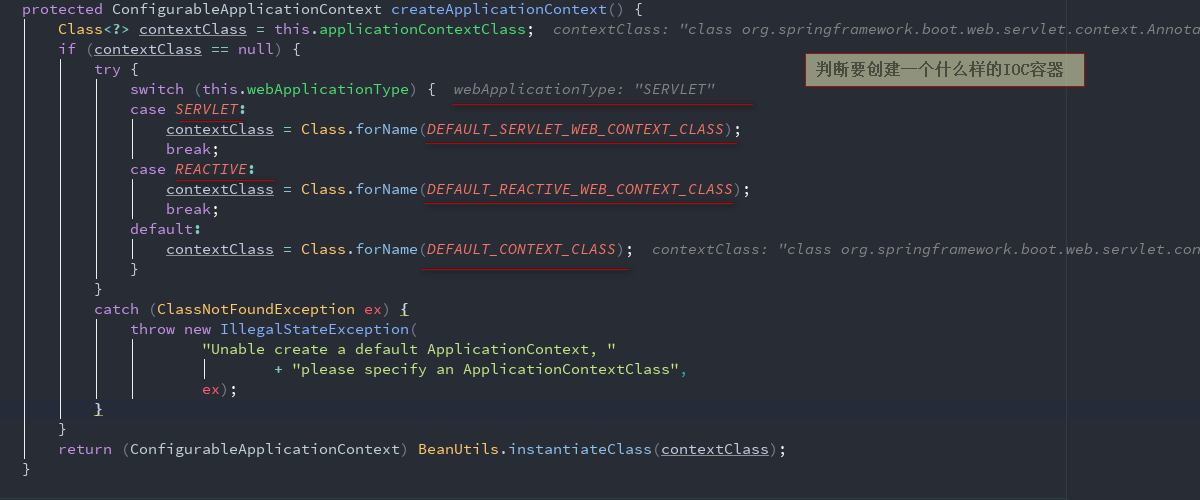 protected ConfigurableApplicationContext createApplicationContext() {
Class<?> contextClass = this.applicationContextClass; contextClass: "class org.springframework.boot.web.servlet.context.Annota
if (contextClass == null) {
判断要创建一个什么样的IOC容器
try {
switch (this.webApplicationType) { webApplicationType: "SERVLET"
case SERVLET:
contextClass = Class.forName(DEFAULT_SERVLET_WEB_CONTEXT_CLASS);
break;
case REACTIVE:
contextClass = Class.forName(DEFAULT_REACTIVE_WEB_CONTEXT_CLASS);
break;
default:
contextClass = Class.forName(DEFAULT_CONTEXT_CLASS); contextClass: "class org.springframework.boot.web.servlet.con
}
}
catch (ClassNotFoundException ex) {
throw new IllegalStateException(
"Unable create a default ApplicationContext, "
+ "please specify an ApplicationContextClass",
ex);
}
}
return (ConfigurableApplicationContext) BeanUtils.instantiateClass(contextClass);
}